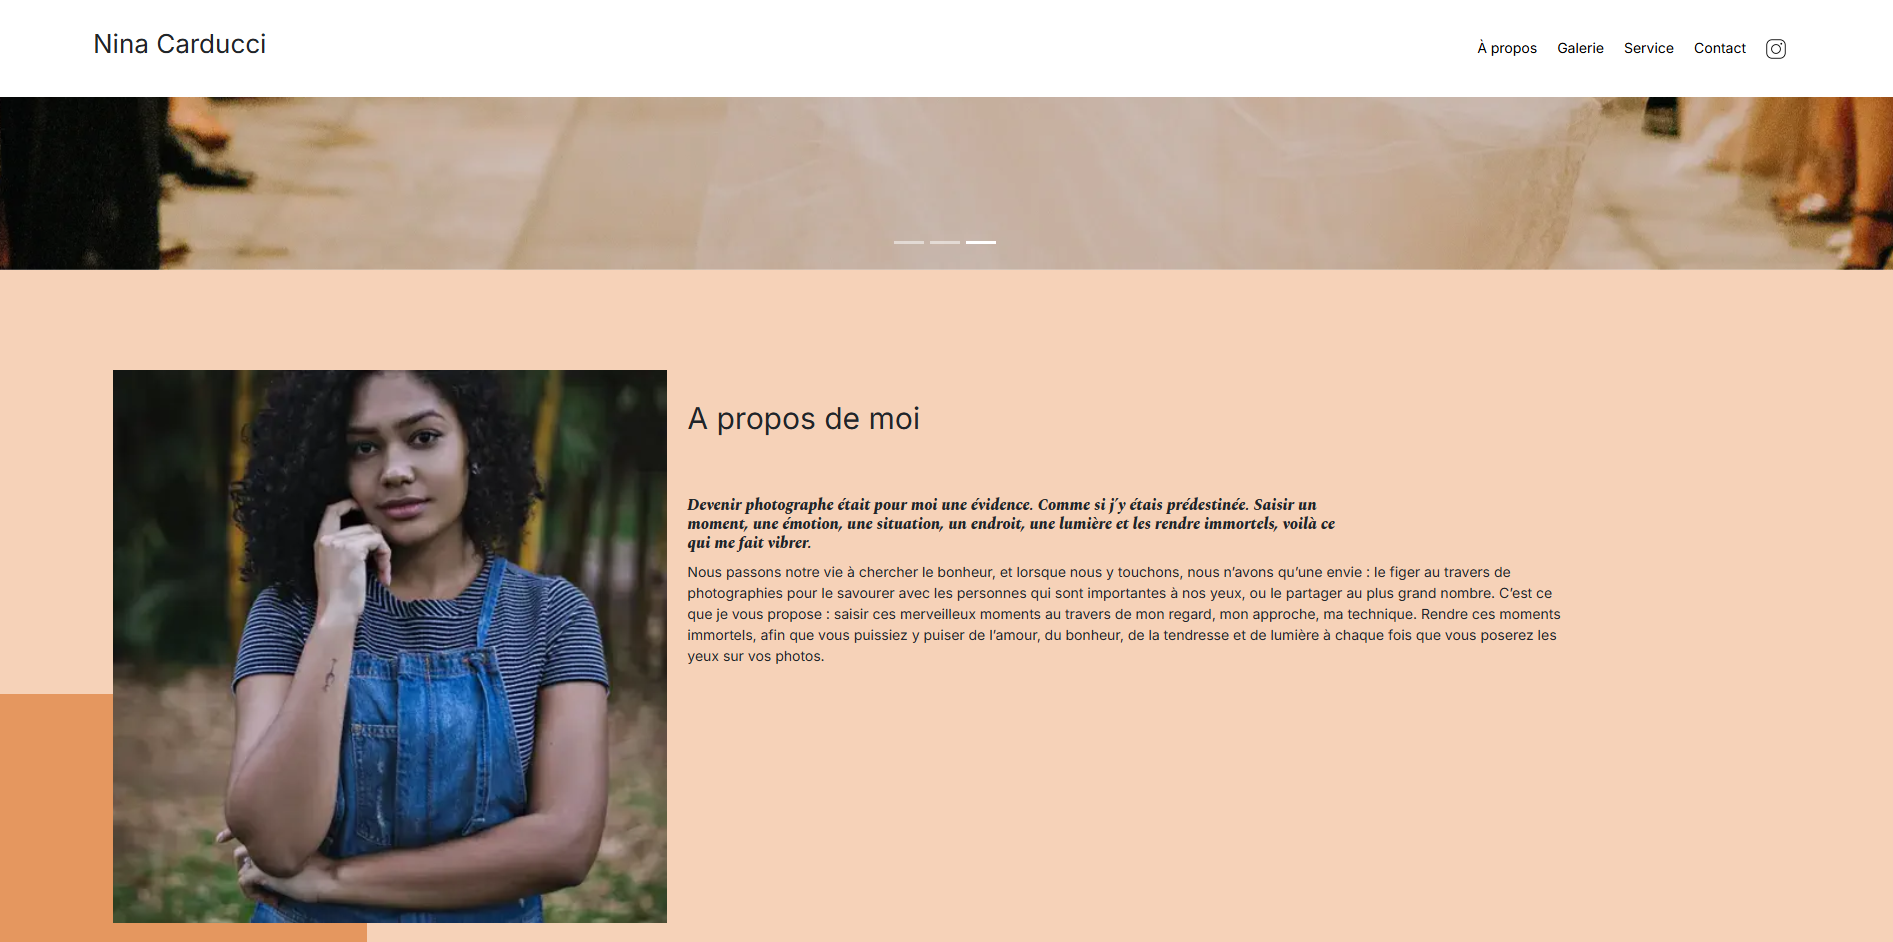 Nina Carducci
À propos Galerie Service Contact
A propos de moi
Devenir photographe était pour moi une évidence. Comme si j'y étais prédestinée. Saisir un
moment, une émotion, une situation, un endroit, une lumière et les rendre immortels, voilà ce
qui me fait vibrer.
Nous passons notre vie à chercher le bonheur, et lorsque nous y touchons, nous n’avons qu’une envie : le figer au travers de
photographies pour le savourer avec les personnes qui sont importantes à nos yeux, ou le partager au plus grand nombre. C’est ce
que je vous propose : saisir ces merveilleux moments au travers de mon regard, mon approche, ma technique. Rendre ces moments
immortels, afin que vous puissiez y puiser de l’amour, du bonheur, de la tendresse et de lumière à chaque fois que vous poserez les
yeux sur vos photos.